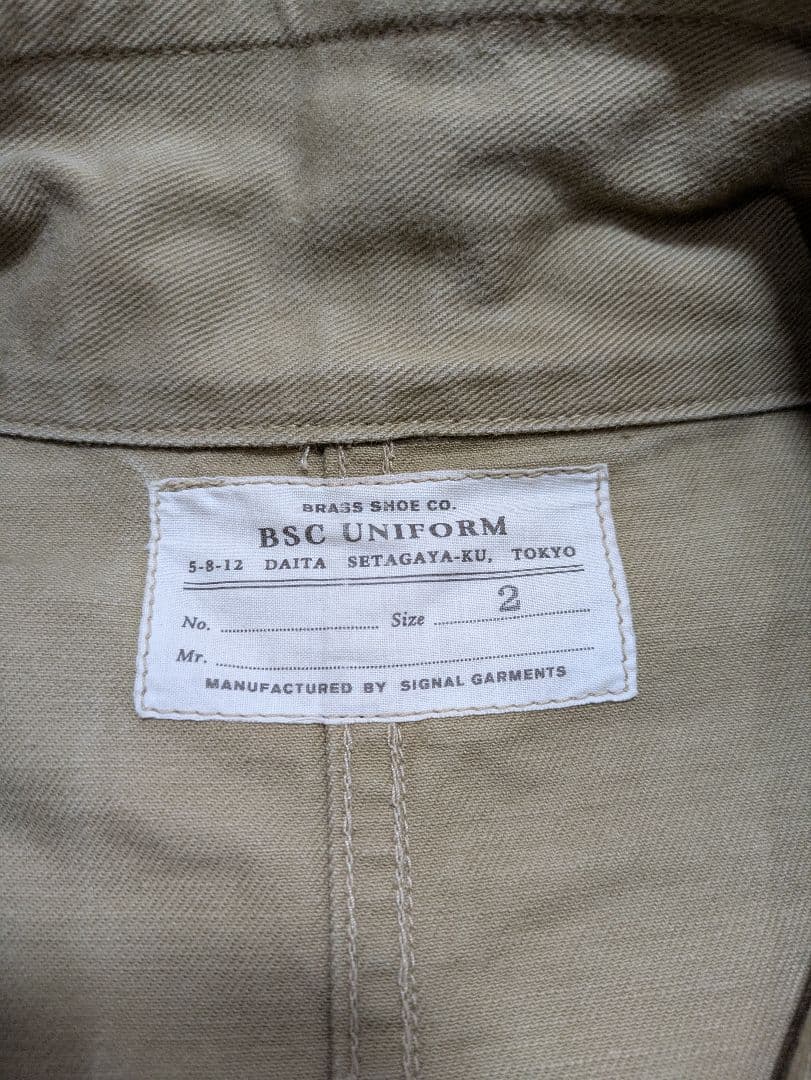 BRASS SHOE CO.
BSC UNIFORM
5-8-12 DAITA SETAGAYA-KU, TOKYO
No. Size 2
Mr.
MANUFACTURED BY SIGNAL GARMENTS